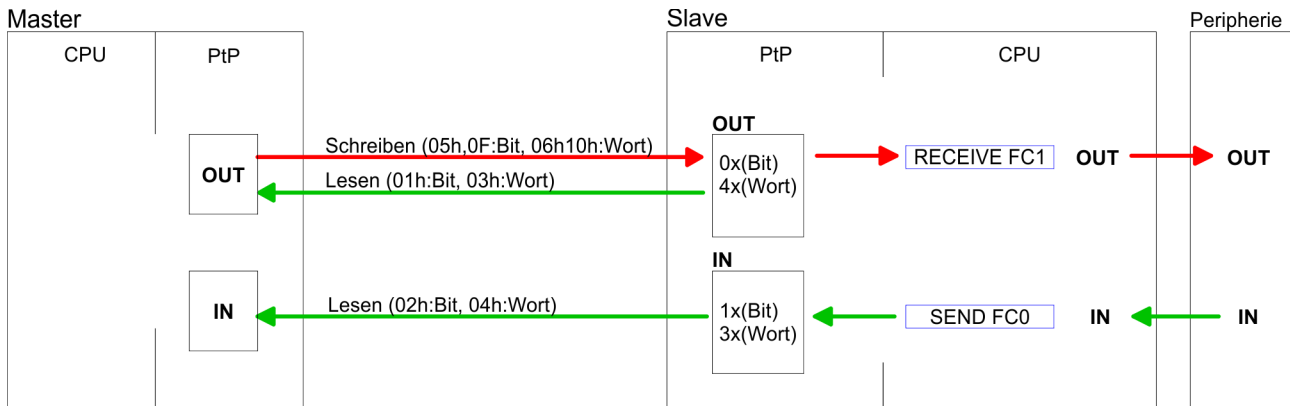 Master
Slave
Peripherie
CPU
PtP
PtP
CPU
OUT
Schreiben (05h,0F:Bit, 06h10h:Wort)
OUT
0x(Bit)
RECEIVE FC1
OUT
OUT
Lesen (01h:Bit, 03h:Wort)
4x(Wort)
IN
IN
Lesen (02h:Bit, 04h:Wort)
1x(Bit)
SEND FC0
IN
IN
3x(Wort)